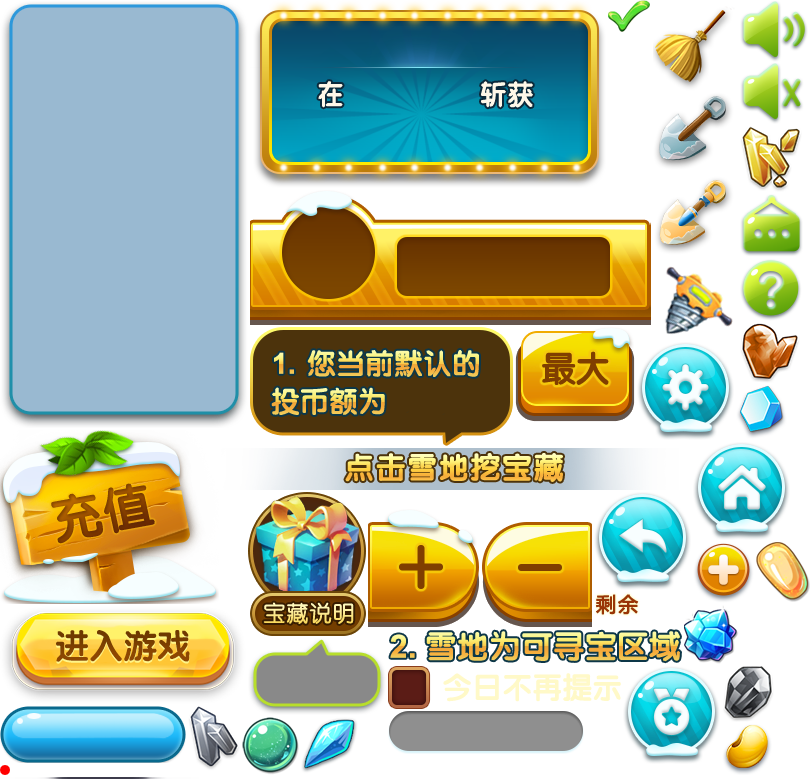 在 斩获
1. 您当前默认的
投币额为
最大
点击雪地挖宝藏
充值
宝藏说明
剩余
进入游戏
2. 雪地为可寻宝区域
今日不再提示